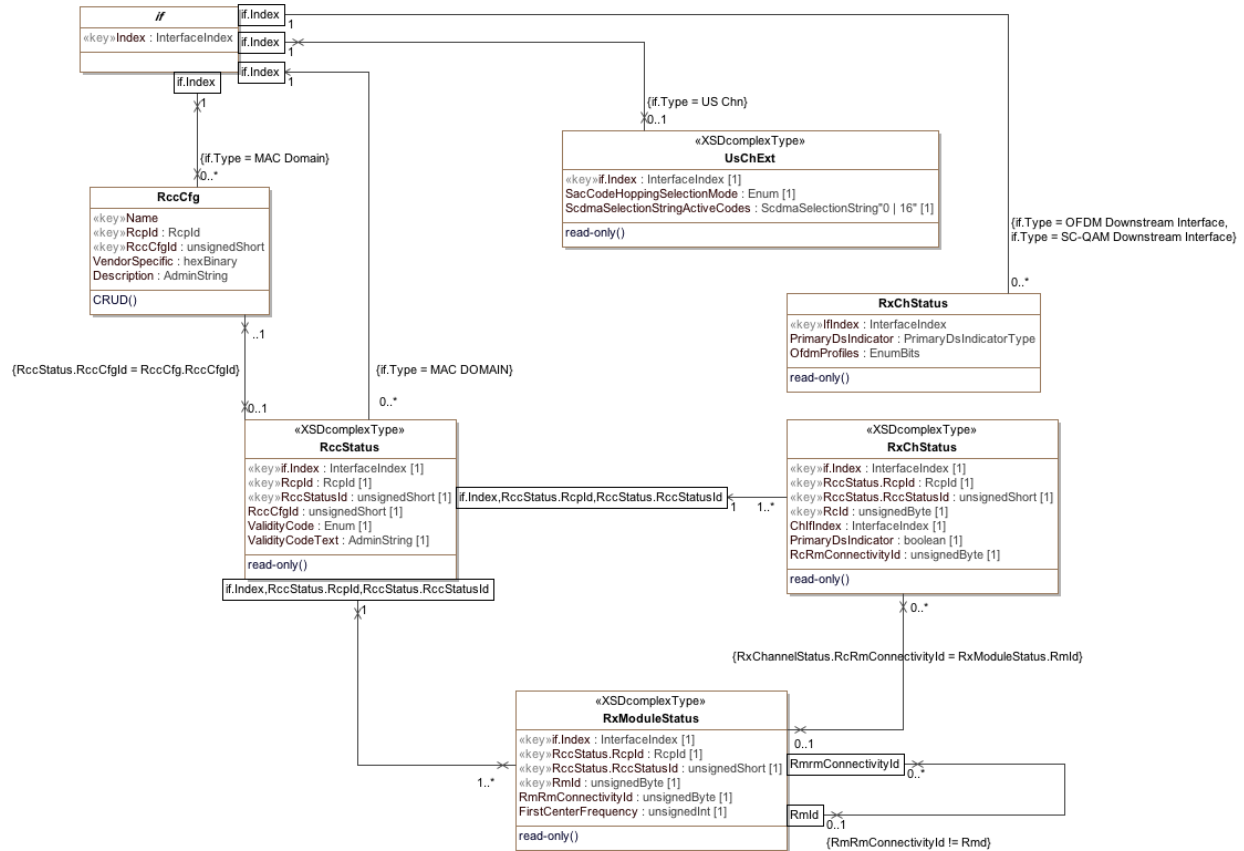 if
«key»Index : InterfaceIndex
if.Index
1
if.Index
1
if.Index
1
if.Index
1
{if.Type = US Chn}
0..1
«XSDcomplexType»
UsChExt
«key»if.Index : InterfaceIndex [1]
SacCodeHoppingSelectionMode : Enum [1]
ScdmaSelectionStringActiveCodes : ScdmaSelectionString"0 | 16" [1]
read-only()
{if.Type = MAC Domain}
0..*
RccCfg
«key»Name
«key»RcpId : RcpId
«key»RccCfgId : unsignedShort
VendorSpecific : hexBinary
Description : AdminString
CRUD()
{if.Type = OFDM Downstream Interface,
if.Type = SC-QAM Downstream Interface}
0..*
RxChStatus
«key»IfIndex : InterfaceIndex
PrimaryDsIndicator : PrimaryDsIndicatorType
OfdmProfiles : EnumBits
read-only()
..1
{RccStatus.RccCfgId = RccCfg.RccCfgId}
{if.Type = MAC DOMAIN}
0..1
0..*
«XSDcomplexType»
RccStatus
«key»if.Index : InterfaceIndex [1]
«key»RcpId : RcpId [1]
«key»RccStatusId : unsignedShort [1]
RccCfgId : unsignedShort [1]
ValidityCode : Enum [1]
ValidityCodeText : AdminString [1]
read-only()
if.Index,RccStatus.RcpId,RccStatus.RccStatusId
1
1..*
«XSDcomplexType»
RxChStatus
«key»if.Index : InterfaceIndex [1]
«key»RccStatus.RcpId : RcpId [1]
«key»RccStatus.RccStatusId : unsignedShort [1]
«key»RcId : unsignedByte [1]
ChIfIndex : InterfaceIndex [1]
PrimaryDsIndicator : boolean [1]
RcRmConnectivityId : unsignedByte [1]
read-only()
if.Index,RccStatus.RcpId,RccStatus.RccStatusId
1
0..*
{RxChannelStatus.RcRmConnectivityId = RxModuleStatus.RmId}
1..*
«XSDcomplexType»
RxModuleStatus
«key»if.Index : InterfaceIndex [1]
«key»RccStatus.RcpId : RcpId [1]
«key»RccStatus.RccStatusId : unsignedShort [1]
«key»RmId : unsignedByte [1]
RmRmConnectivityId : unsignedByte [1]
FirstCenterFrequency : unsignedInt [1]
read-only()
0..1
RmrmConnectivityId
0..*
RmId
0..1
{RmRmConnectivityId != Rmd}